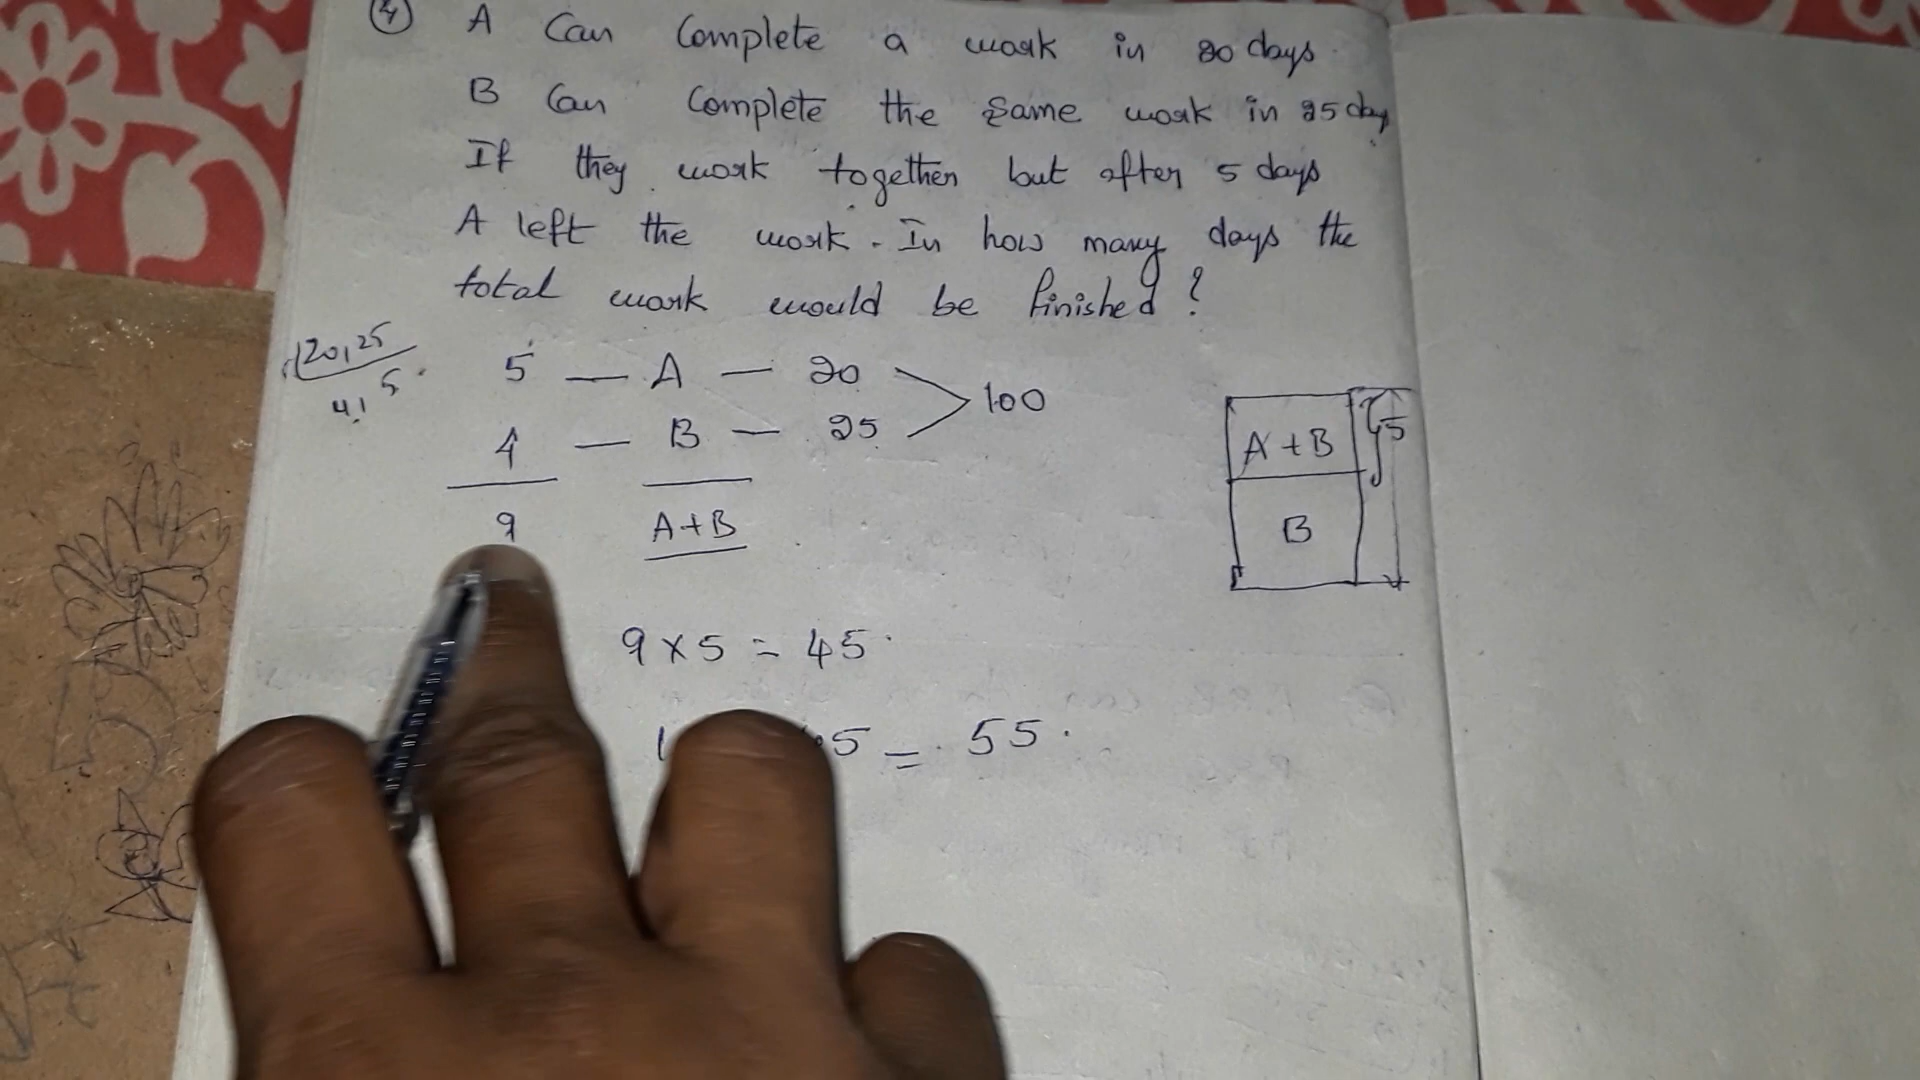 ④ A Can Complete a work in 20 days.
B Can Complete the same work in 25 day
If they work together but after 5 days
A left the work. In how many days the
total work would be finished?
20,25
4, 5
5 — A — 20
100
4 — B — 25
9 A+B
A+B 5
B
9 x 5 = 45
5 = 55.